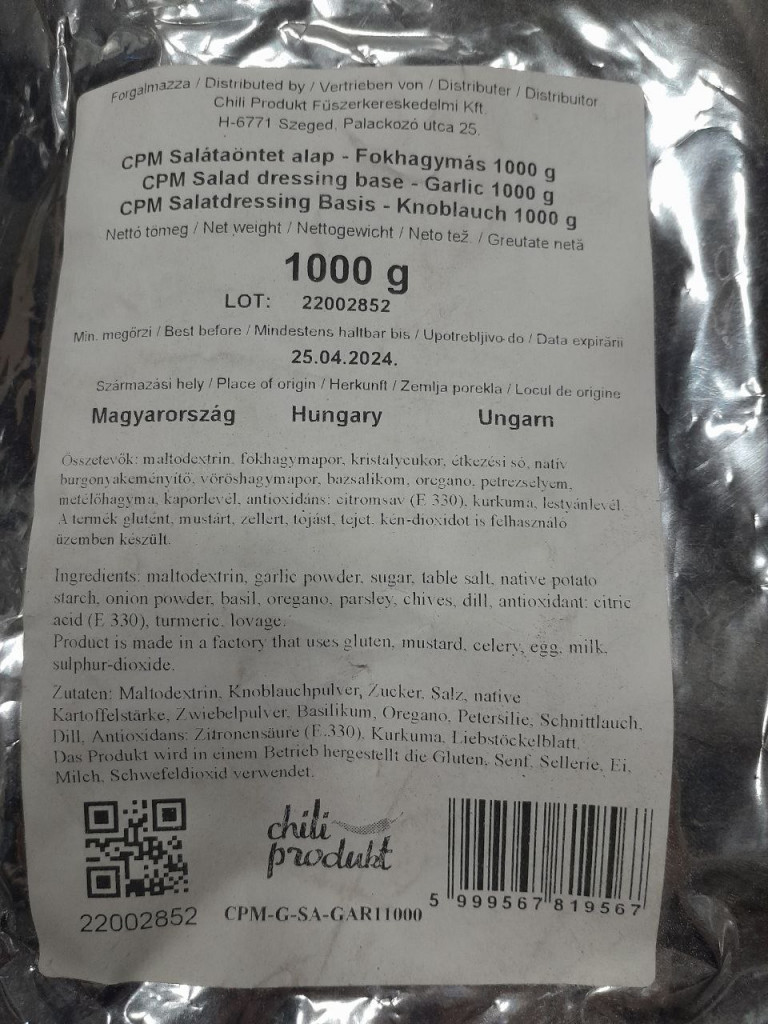 Forgalmazza / Distributed by / Vertrieben von / Distributer / Distribuitor
Chili Produkt Fűszerkereskedelmi Kft.
H-6771 Szeged, Palackozó utca 25.
CPM Salátaöntet alap - Fokhagymás 1000 g
CPM Salad dressing base - Garlic 1000 g
CPM Salatdressing Basis - Knoblauch 1000 g
Nettó tömeg / Net weight / Nettogewicht / Neto tež. / Greutate netă
1000 g
LOT: 22002852
Min. megőrzi / Best before / Mindestens haltbar bis / Upotrebljivo do / Data expirării
25.04.2024.
Származási hely / Place of origin / Herkunft / Zemlja porekla / Locul de origine
Magyarország Hungary Ungarn
Összetevők: maltodextrin, fokhagymapor, kristálycukor, étkezési só, natív
burgonyakeményítő, vöröshagymapor, bazsalikom, oregano, petrezselyem,
metélőhagyma, kaporlevél, antioxidáns: citromsav (E 330), kurkuma, lestyánlevél.
A termék glutént, mustárt, zellert, tojást, tejet, kén-dioxidot is felhasználó
üzemben készült.
Ingredients: maltodextrin, garlic powder, sugar, table salt, native potato
starch, onion powder, basil, oregano, parsley, chives, dill, antioxidant: citric
acid (E 330), turmeric, lovage.
Product is made in a factory that uses gluten, mustard, celery, egg, milk,
sulphur-dioxide.
Zutaten: Maltodextrin, Knoblauchpulver, Zucker, Salz, native
Kartoffelstärke, Zwiebelpulver, Basilikum, Oregano, Petersilie, Schnittlauch,
Dill, Antioxidans: Zitronensäure (E.330), Kurkuma, Liebstöckelblatt.
Das Produkt wird in einem Betrieb hergestellt die Gluten, Senf, Sellerie, Ei,
Milch, Schwefeldioxid verwendet.
chili
produkt
22002852 CPM-G-SA-GAR11000 5 999567 819567